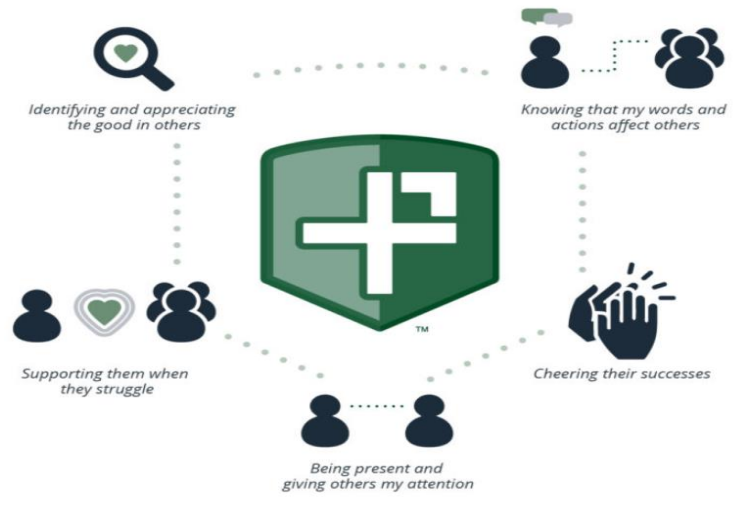 Identifying and appreciating
the good in others
Knowing that my words and
actions affect others
Supporting them when
they struggle
Cheering their successes
Being present and
giving others my attention
TM